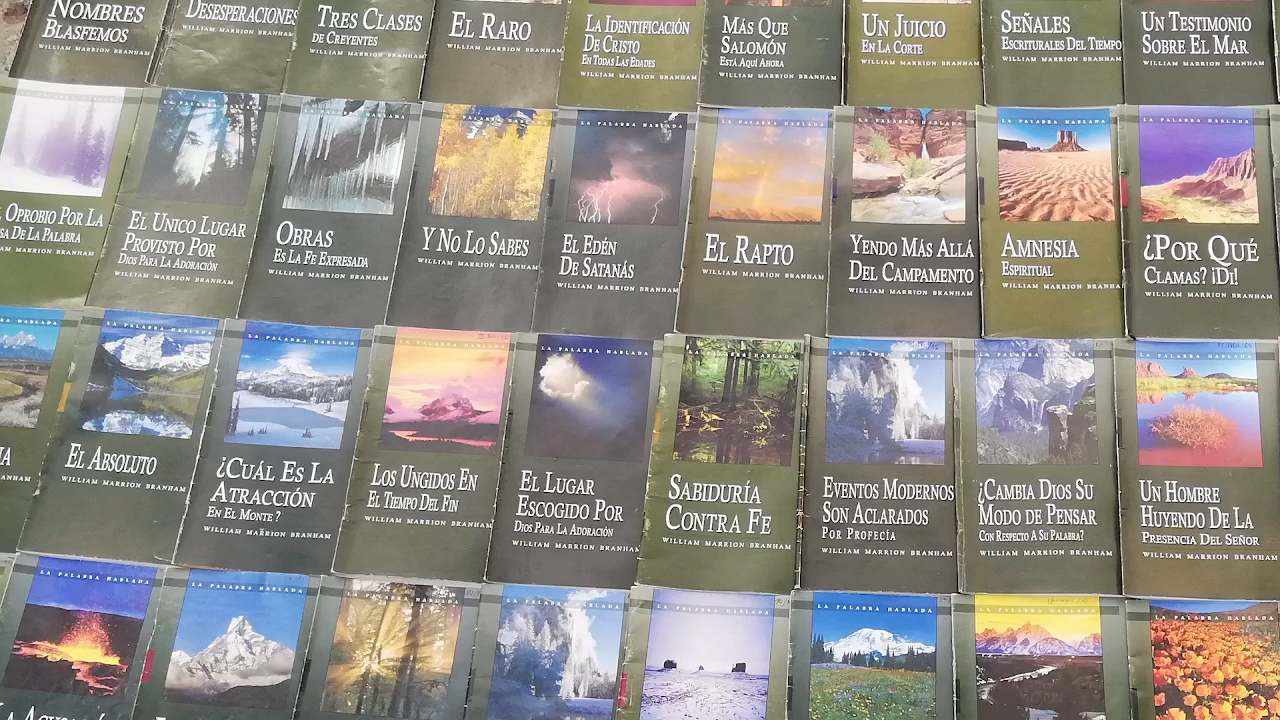 NOMBRES
BLASFEMOS
WILLIAM MARRION BRANHAM
DESESPERACIONES
WILLIAM MARRION BRANHAM
TRES CLASES
DE CREYENTES
WILLIAM MARRION BRANHAM
EL RARO
WILLIAM MARRION BRANHAM
LA IDENTIFICACIÓN
DE CRISTO
EN TODAS LAS EDADES
WILLIAM MARRION BRANHAM
MÁS QUE
SALOMÓN
ESTÁ AQUÍ AHORA
WILLIAM MARRION BRANHAM
UN JUICIO
EN LA CORTE
WILLIAM MARRION BRANHAM
SEÑALES
ESCRITURALES DEL TIEMPO
WILLIAM MARRION BRANHAM
UN TESTIMONIO
SOBRE EL MAR
WILLIAM MARRION BRANHAM
OPROBIO POR LA
SA DE LA PALABRA
WILLIAM MARRION BRANHAM
LA PALABRA HABLADA
EL UNICO LUGAR
PROVISTO POR
DIOS PARA LA ADORACIÓN
WILLIAM MARRION BRANHAM
OBRAS
ES LA FE EXPRESADA
WILLIAM MARRION BRANHAM
LA PALABRA HABLADA
Y NO LO SABES
WILLIAM MARRION BRANHAM
LA PALABRA HABLADA
EL EDÉN
DE SATANÁS
WILLIAM MARRION BRANHAM
LA PALABRA HABLADA
EL RAPTO
WILLIAM MARRION BRANHAM
LA PALABRA HABLADA
YENDO MÁS ALLÁ
DEL CAMPAMENTO
WILLIAM MARRION BRANHAM
LA PALABRA HABLADA
AMNESIA
ESPIRITUAL
WILLIAM MARRION BRANHAM
LA PALABRA HABLADA
¿POR QUÉ
CLAMAS? ¡DI!
WILLIAM MARRION BRANHAM
HABLADA
IA
LA PALABRA HABLADA
EL ABSOLUTO
WILLIAM MARRION BRANHAM
LA PALABRA HABLADA
¿CUÁL ES LA
ATRACCIÓN
EN EL MONTE?
WILLIAM MARRION BRANHAM
LA PALABRA HABLADA
LOS UNGIDOS EN
EL TIEMPO DEL FIN
WILLIAM MARRION BRANHAM
LA PALABRA HABLADA
EL LUGAR
ESCOGIDO POR
DIOS PARA LA ADORACIÓN
WILLIAM MARRION BRANHAM
LA PALABRA HABLADA
SABIDURÍA
CONTRA FE
WILLIAM MARRION BRANHAM
LA PALABRA HABLADA
EVENTOS MODERNOS
SON ACLARADOS
POR PROFECÍA
WILLIAM MARRION BRANHAM
LA PALABRA HABLADA
¿CAMBIA DIOS SU
MODO DE PENSAR
CON RESPECTO A SU PALABRA?
WILLIAM MARRION BRANHAM
LA PALABRA HABLADA
UN HOMBRE
HUYENDO DE LA
PRESENCIA DEL SEÑOR
WILLIAM MARRION BRANHAM
LA PALABRA HABLADA
LA PALABRA HABLADA
LA PALABRA HABLADA
LA PALABRA HABLADA
LA PALABRA HABLADA
LA PALABRA HABLADA
LA PALABRA HABLADA
LA PALABRA HABLADA